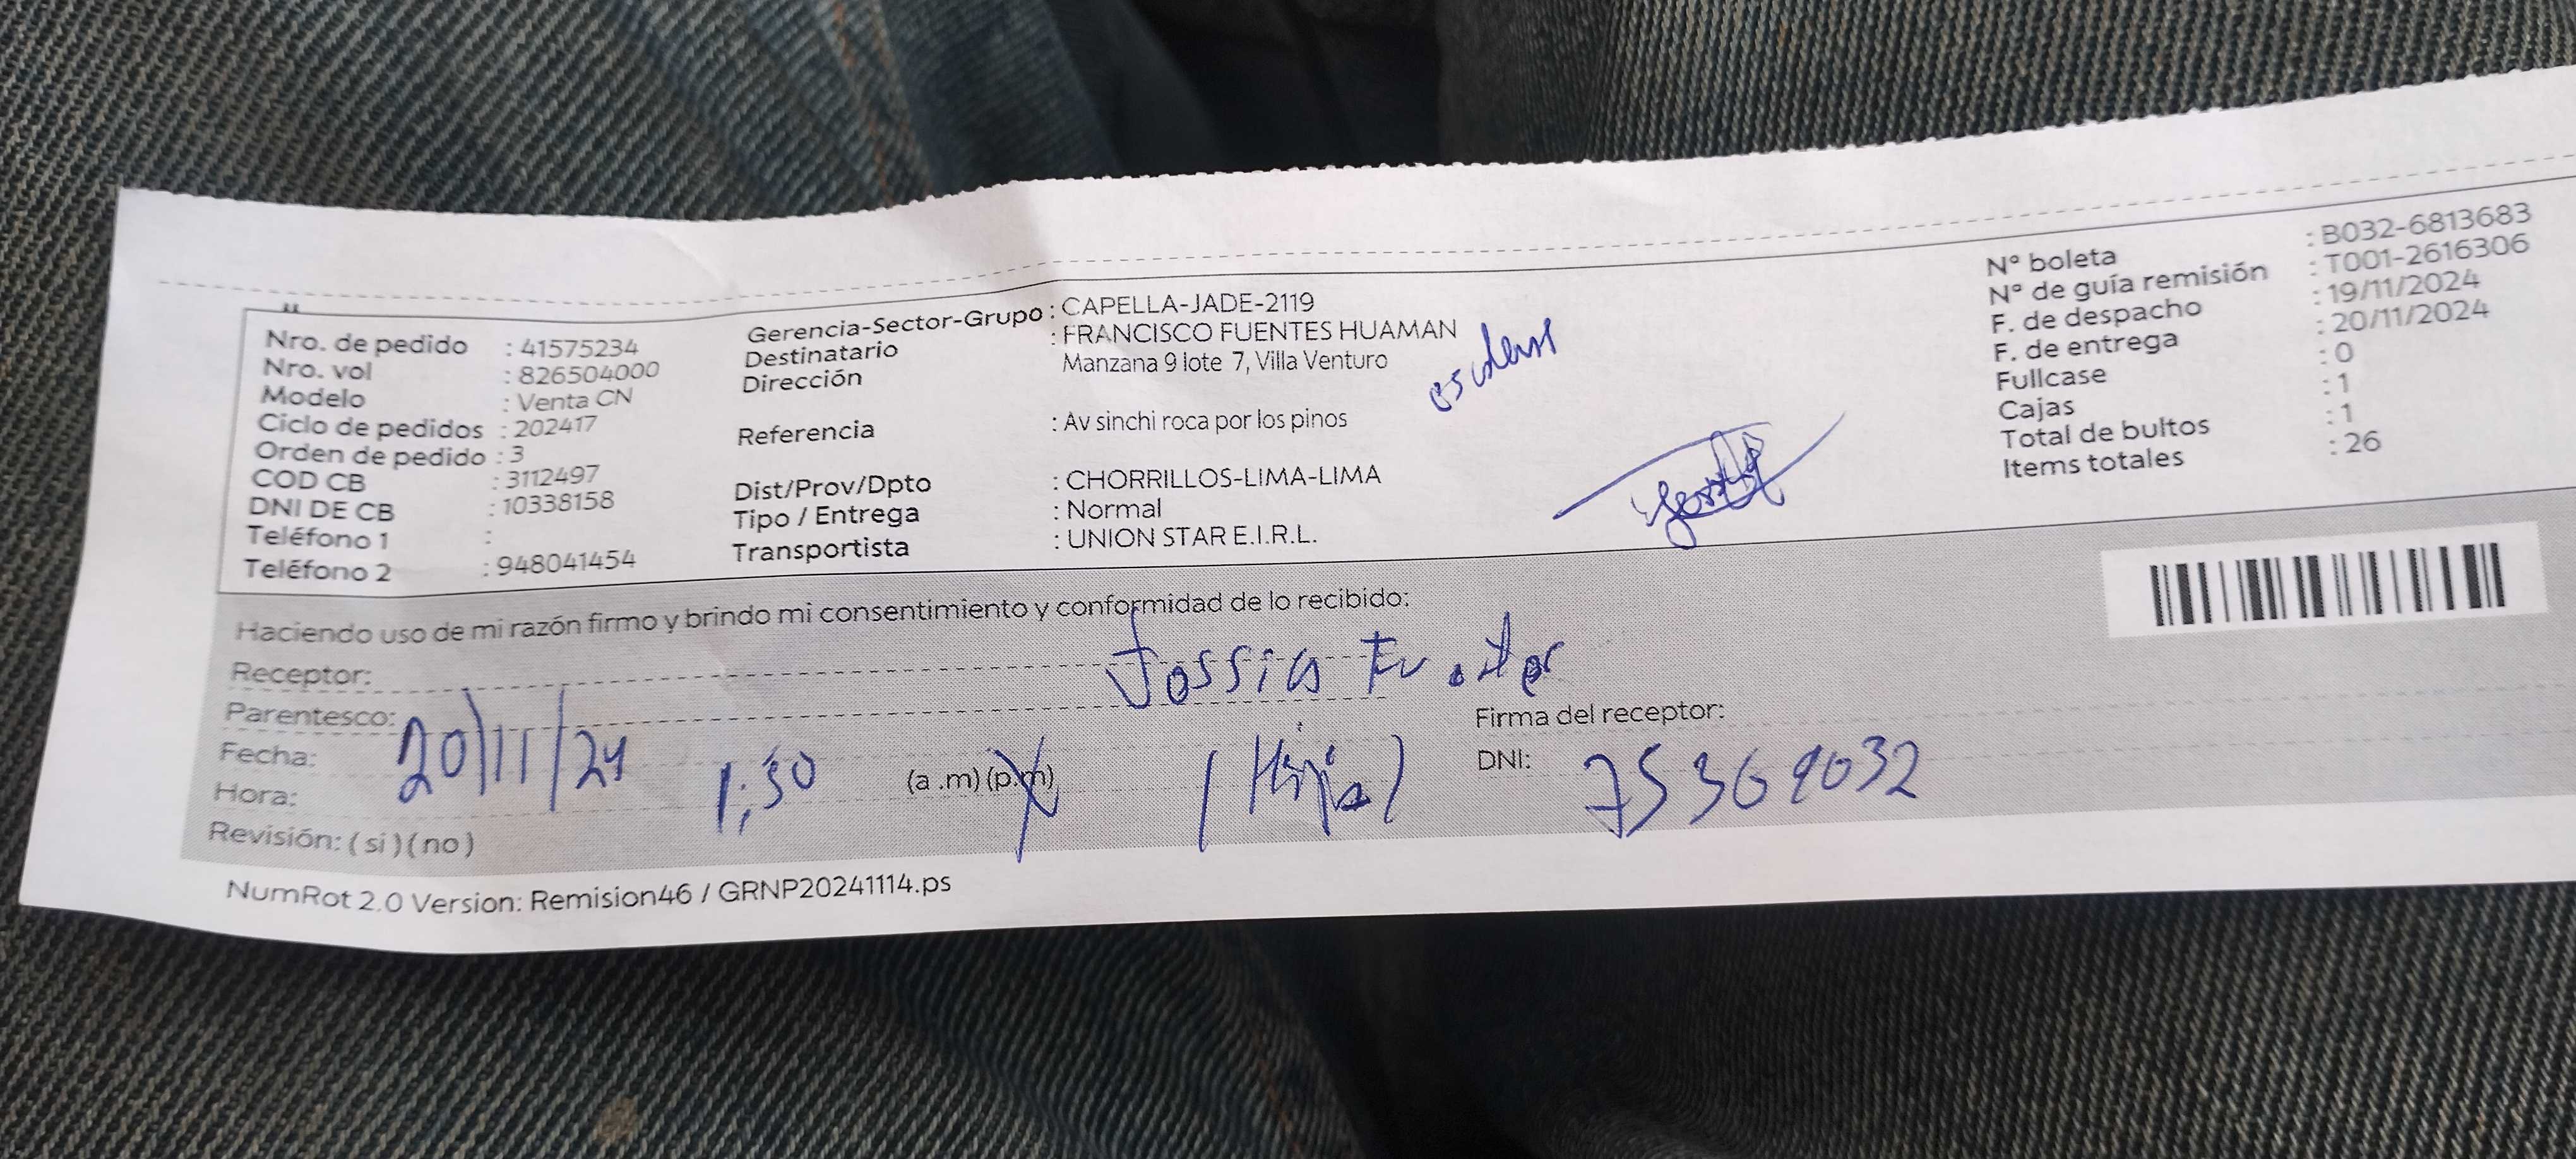 Nro. de pedido : 41575234
Nro. vol : 826504000
Modelo : Venta CN
Ciclo de pedidos : 202417
Orden de pedido : 3
COD CB : 3112497
DNI DE CB : 10338158
Teléfono 1 :
Teléfono 2 : 948041454
Gerencia-Sector-Grupo : CAPELLA-JADE-2119
Destinatario : FRANCISCO FUENTES HUAMAN
Dirección Manzana 9 lote 7, Villa Venturo
Referencia : Av sinchi roca por los pinos
Dist/Prov/Dpto : CHORRILLOS-LIMA-LIMA
Tipo / Entrega : Normal
Transportista : UNION STAR E.I.R.L.
N° boleta : B032-6813683
N° de guía remisión : T001-2616306
F. de despacho : 19/11/2024
F. de entrega : 20/11/2024
Fullcase : 0
Cajas : 1
Total de bultos : 1
Items totales : 26
Haciendo uso de mi razón firmo y brindo mi consentimiento y conformidad de lo recibido:
Receptor:
Parentesco: (Hija)
Firma del receptor:
Fecha: 20/11/24
DNI: 75369032
Hora: 1:30 (a.m)(p.m)
Revisión: (si)(no)
NumRot 2.0 Version: Remision46 / GRNP20241114.ps